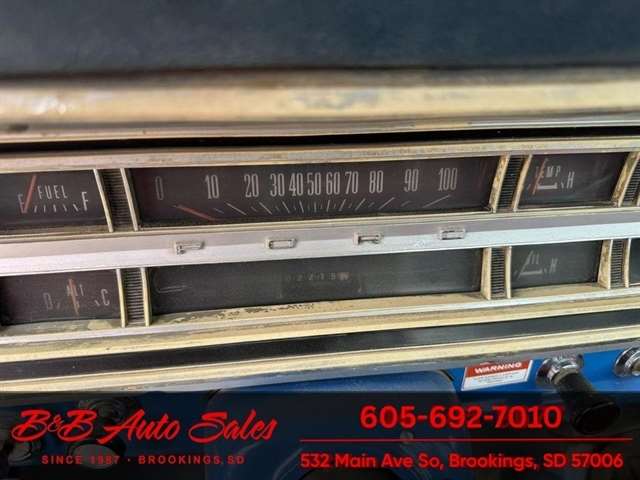 E FUEL F
0 10 20 30 40 50 60 70 80 90 100
TEMP H
F O R D
D C
WARNING
B&B Auto Sales
SINCE 1987 • BROOKINGS, SD
605-692-7010
532 Main Ave So, Brookings, SD 57006